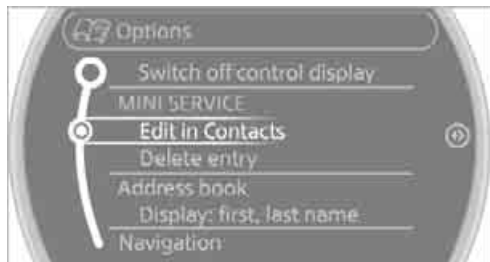 Options
Switch off control display
MINI SERVICE
Edit in Contacts
Delete entry
Address book
Display: first, last name
Navigation